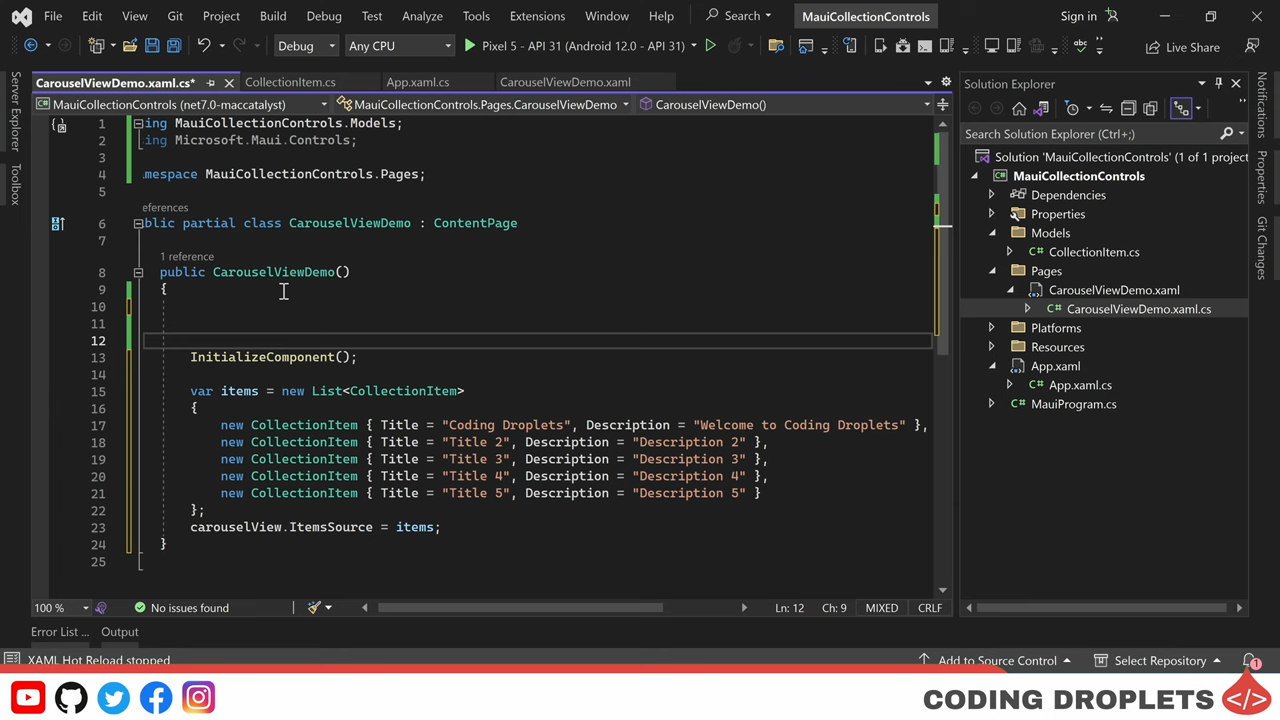 File Edit View Git Project Build Debug Test Analyze Tools Extensions Window Help Search MauiCollectionControls Sign in
Debug Any CPU Pixel 5 - API 31 (Android 12.0 - API 31) Live Share
CarouselViewDemo.xaml.cs* CollectionItem.cs App.xaml.cs CarouselViewDemo.xaml
MauiCollectionControls (net7.0-maccatalyst) MauiCollectionControls.Pages.CarouselViewDemo CarouselViewDemo()
Server Explorer
Toolbox
1 ing MauiCollectionControls.Models;
2 ing Microsoft.Maui.Controls;
3
4 mespace MauiCollectionControls.Pages;
5
eferences
6 blic partial class CarouselViewDemo : ContentPage
7
1 reference
8 public CarouselViewDemo()
9 {
10
11
12
13 InitializeComponent();
14
15 var items = new List<CollectionItem>
16 {
17 new CollectionItem { Title = "Coding Droplets", Description = "Welcome to Coding Droplets" },
18 new CollectionItem { Title = "Title 2", Description = "Description 2" },
19 new CollectionItem { Title = "Title 3", Description = "Description 3" },
20 new CollectionItem { Title = "Title 4", Description = "Description 4" },
21 new CollectionItem { Title = "Title 5", Description = "Description 5" }
22 };
23 carouselView.ItemsSource = items;
24 }
25
100 % No issues found Ln: 12 Ch: 9 MIXED CRLF
Error List ... Output
XAML Hot Reload stopped
Solution Explorer
Search Solution Explorer (Ctrl+;)
Solution 'MauiCollectionControls' (1 of 1 project
MauiCollectionControls
Dependencies
Properties
Models
C# CollectionItem.cs
Pages
CarouselViewDemo.xaml
C# CarouselViewDemo.xaml.cs
Platforms
Resources
App.xaml
C# App.xaml.cs
C# MauiProgram.cs
Notifications
Properties
Git Changes
Add to Source Control Select Repository 1
CODING DROPLETS </>